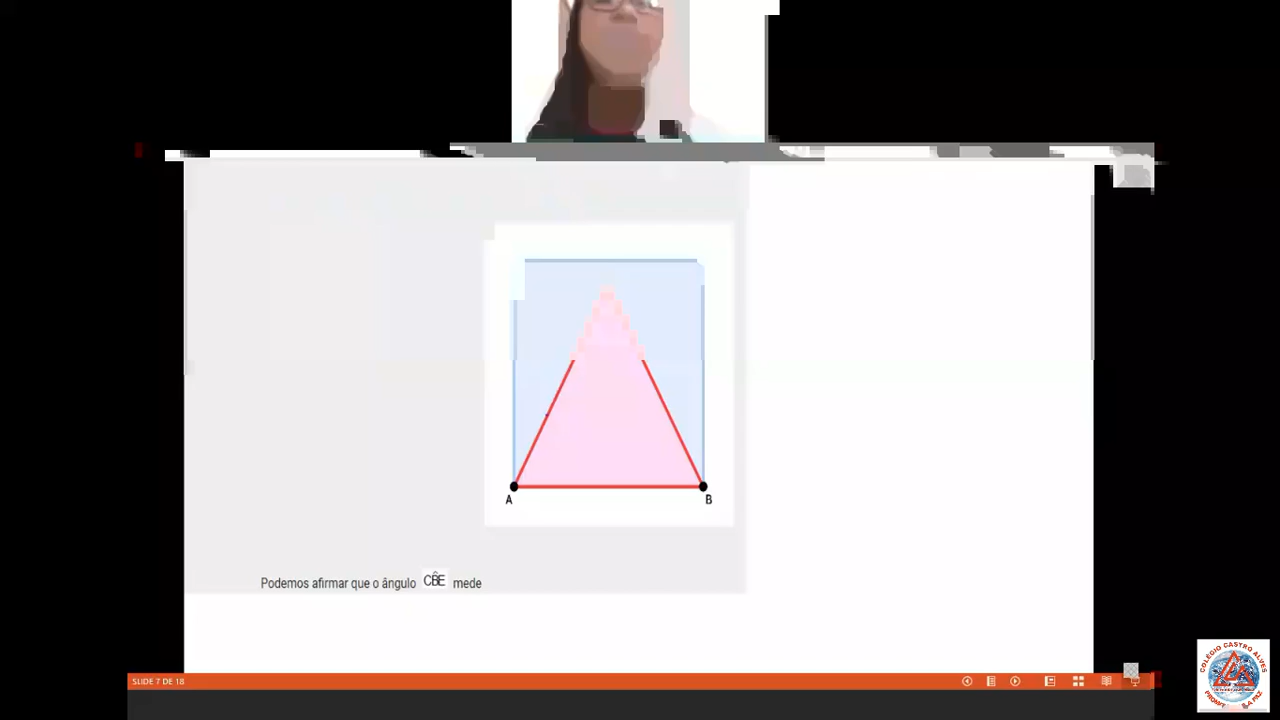 A
B
Podemos afirmar que o ângulo CB̂E mede
SLIDE 7 DE 18
COLÉGIO CASTRO ALVES